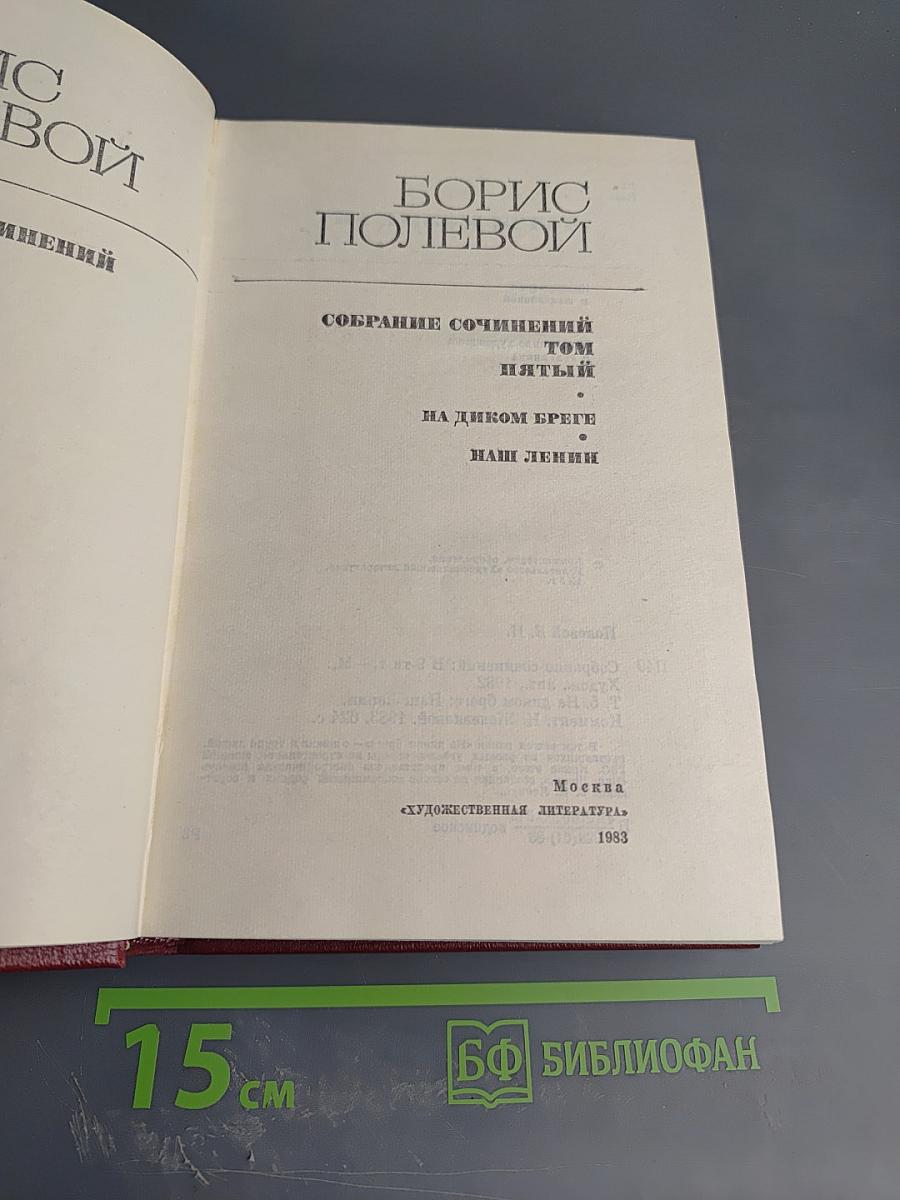 ИС
ВОЙ
ИНЕНИЙ
БОРИС
ПОЛЕВОЙ
СОБРАНИЕ СОЧИНЕНИЙ
ТОМ
ПЯТЫЙ
•
НА ДИКОМ БРЕГЕ
•
НАШ ЛЕНИН
Москва
«ХУДОЖЕСТВЕННАЯ ЛИТЕРАТУРА»
1983
15 см
БФ БИБЛИОФАН